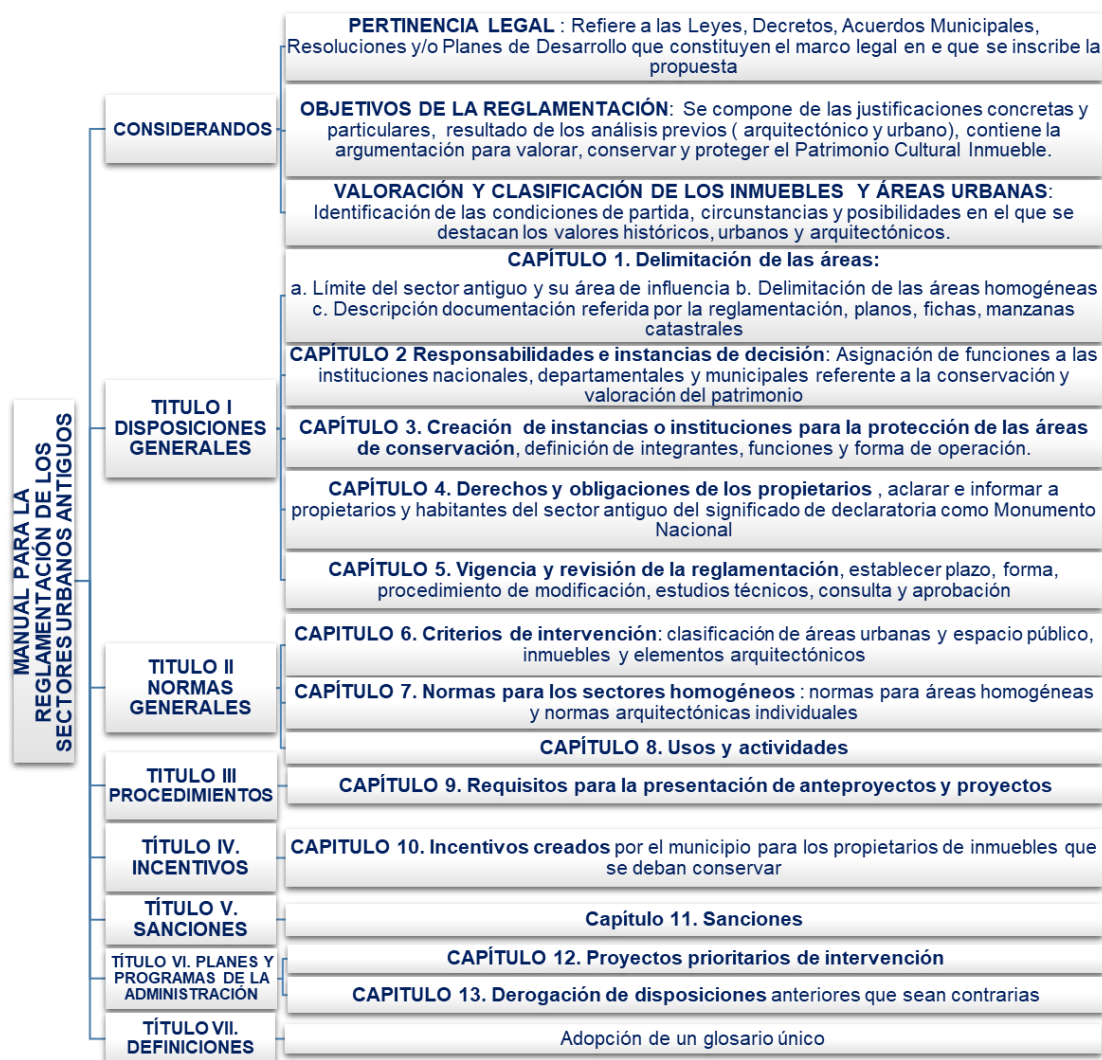 MANUAL PARA LA
REGLAMENTACIÓN DE LOS
SECTORES URBANOS ANTIGUOS
CONSIDERANDOS
PERTINENCIA LEGAL : Refiere a las Leyes, Decretos, Acuerdos Municipales,
Resoluciones y/o Planes de Desarrollo que constituyen el marco legal en e que se inscribe la
propuesta
OBJETIVOS DE LA REGLAMENTACIÓN: Se compone de las justificaciones concretas y
particulares, resultado de los análisis previos ( arquitectónico y urbano), contiene la
argumentación para valorar, conservar y proteger el Patrimonio Cultural Inmueble.
VALORACIÓN Y CLASIFICACIÓN DE LOS INMUEBLES Y ÁREAS URBANAS:
Identificación de las condiciones de partida, circunstancias y posibilidades en el que se
destacan los valores históricos, urbanos y arquitectónicos.
TITULO I
DISPOSICIONES
GENERALES
CAPÍTULO 1. Delimitación de las áreas:
a. Límite del sector antiguo y su área de influencia b. Delimitación de las áreas homogéneas
c. Descripción documentación referida por la reglamentación, planos, fichas, manzanas
catastrales
CAPÍTULO 2 Responsabilidades e instancias de decisión: Asignación de funciones a las
instituciones nacionales, departamentales y municipales referente a la conservación y
valoración del patrimonio
CAPÍTULO 3. Creación de instancias o instituciones para la protección de las áreas
de conservación, definición de integrantes, funciones y forma de operación.
CAPÍTULO 4. Derechos y obligaciones de los propietarios , aclarar e informar a
propietarios y habitantes del sector antiguo del significado de declaratoria como Monumento
Nacional
CAPÍTULO 5. Vigencia y revisión de la reglamentación, establecer plazo, forma,
procedimiento de modificación, estudios técnicos, consulta y aprobación
TITULO II
NORMAS
GENERALES
CAPITULO 6. Criterios de intervención: clasificación de áreas urbanas y espacio público,
inmuebles y elementos arquitectónicos
CAPÍTULO 7. Normas para los sectores homogéneos : normas para áreas homogéneas
y normas arquitectónicas individuales
CAPÍTULO 8. Usos y actividades
TITULO III
PROCEDIMIENTOS
CAPÍTULO 9. Requisitos para la presentación de anteproyectos y proyectos
TÍTULO IV.
INCENTIVOS
CAPITULO 10. Incentivos creados por el municipio para los propietarios de inmuebles que
se deban conservar
TÍTULO V.
SANCIONES
Capítulo 11. Sanciones
TÍTULO VI. PLANES Y
PROGRAMAS DE LA
ADMINISTRACIÓN
CAPÍTULO 12. Proyectos prioritarios de intervención
CAPITULO 13. Derogación de disposiciones anteriores que sean contrarias
TÍTULO VII.
DEFINICIONES
Adopción de un glosario único